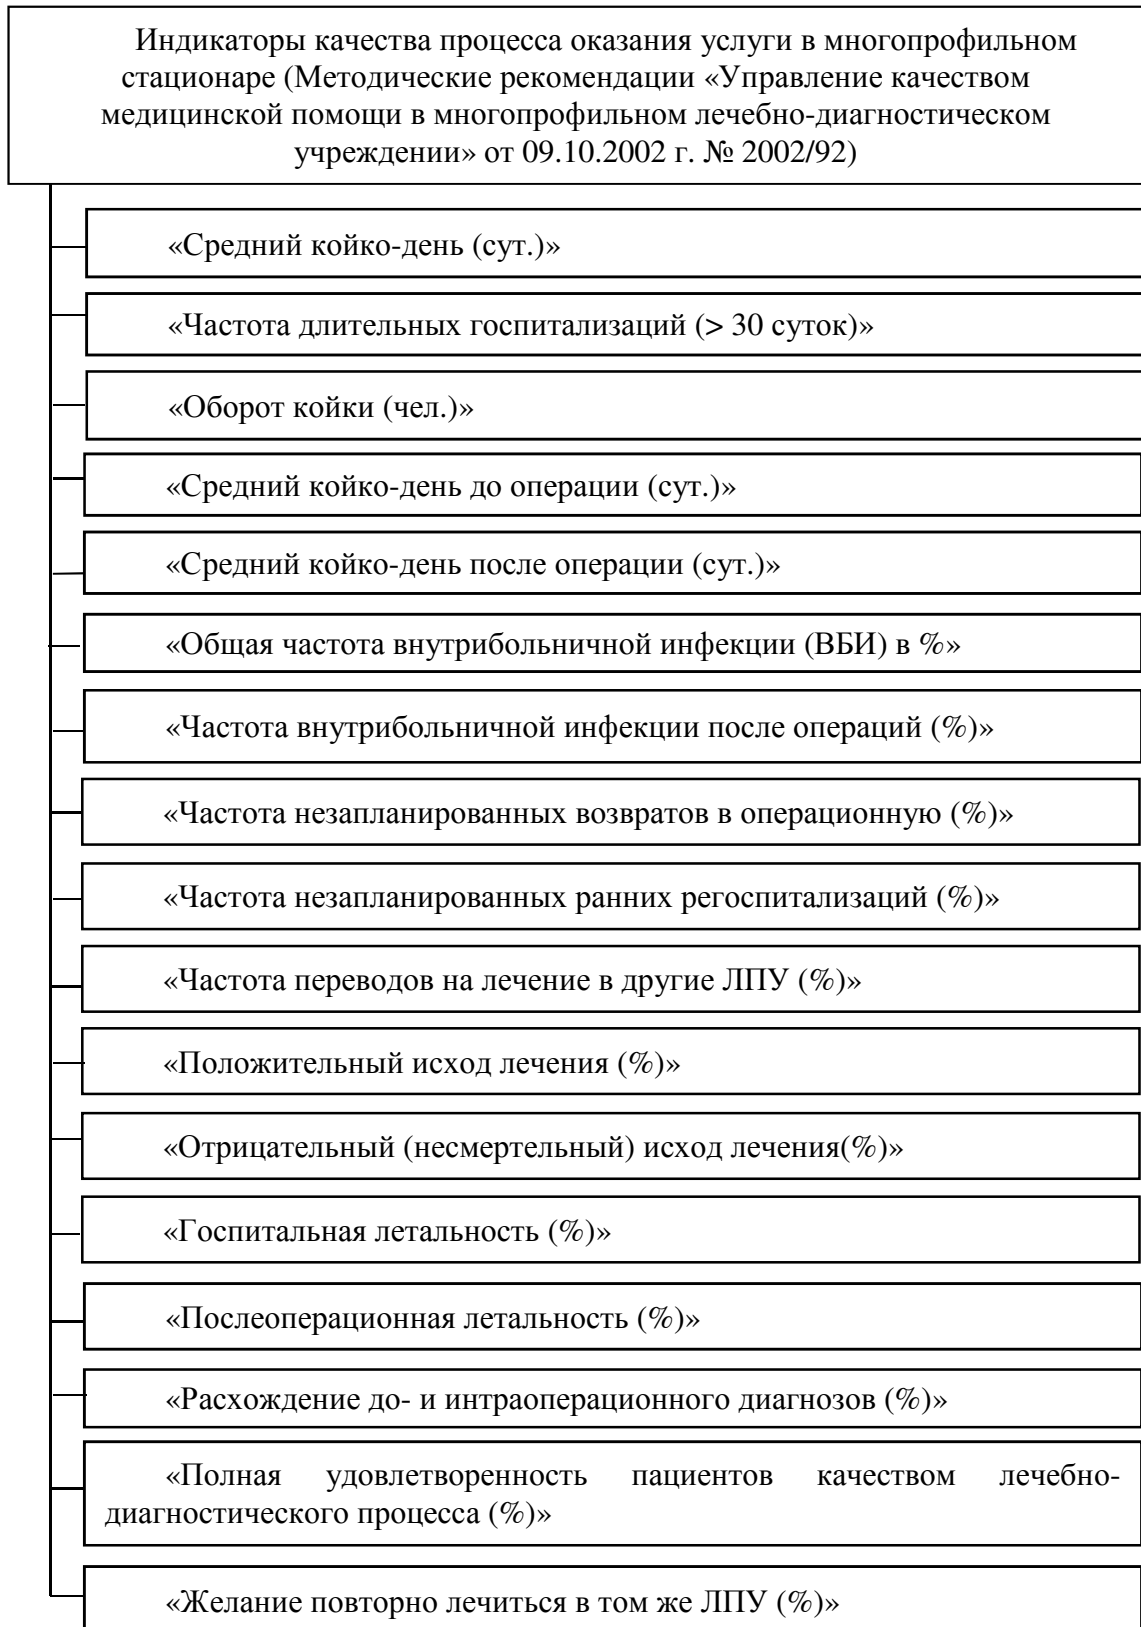 Индикаторы качества процесса оказания услуги в многопрофильном
стационаре (Методические рекомендации «Управление качеством
медицинской помощи в многопрофильном лечебно-диагностическом
учреждении» от 09.10.2002 г. № 2002/92)
«Средний койко-день (сут.)»
«Частота длительных госпитализаций (> 30 суток)»
«Оборот койки (чел.)»
«Средний койко-день до операции (сут.)»
«Средний койко-день после операции (сут.)»
«Общая частота внутрибольничной инфекции (ВБИ) в %»
«Частота внутрибольничной инфекции после операций (%)»
«Частота незапланированных возвратов в операционную (%)»
«Частота незапланированных ранних регоспитализаций (%)»
«Частота переводов на лечение в другие ЛПУ (%)»
«Положительный исход лечения (%)»
«Отрицательный (несмертельный) исход лечения(%)»
«Госпитальная летальность (%)»
«Послеоперационная летальность (%)»
«Расхождение до- и интраоперационного диагнозов (%)»
«Полная удовлетворенность пациентов качеством лечебно-
диагностического процесса (%)»
«Желание повторно лечиться в том же ЛПУ (%)»